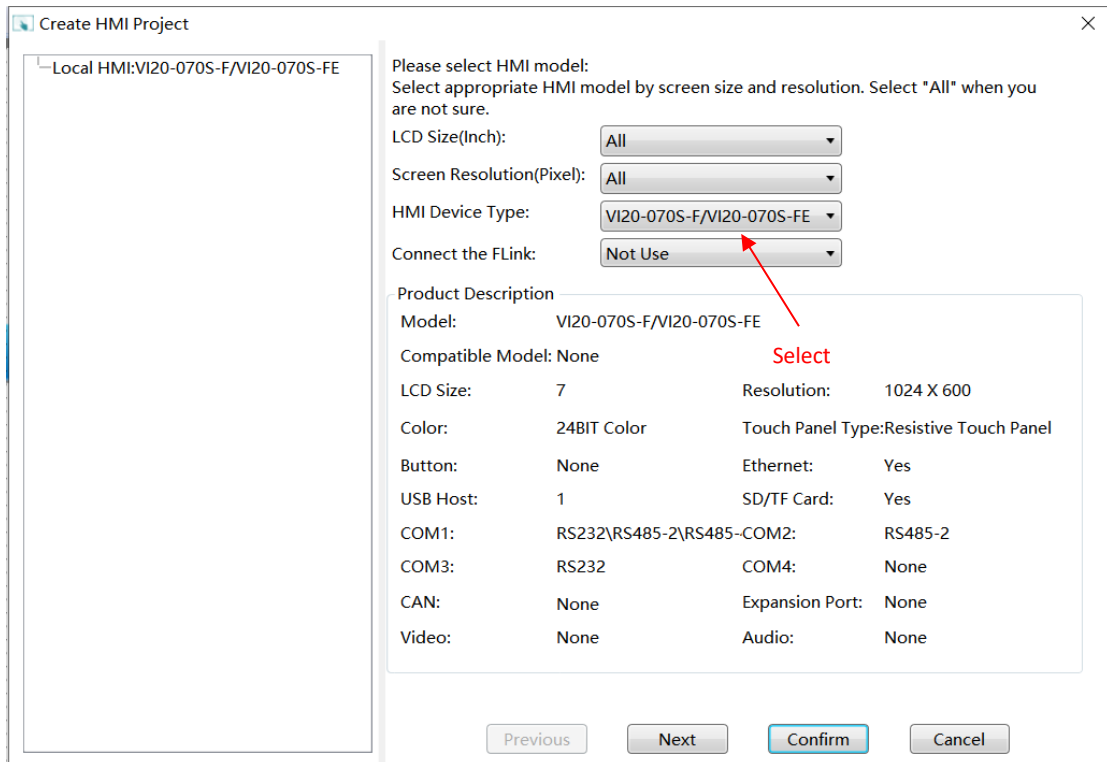 Create HMI Project
Local HMI:VI20-070S-F/VI20-070S-FE
Please select HMI model:
Select appropriate HMI model by screen size and resolution. Select "All" when you
are not sure.
LCD Size(Inch): All
Screen Resolution(Pixel): All
HMI Device Type: VI20-070S-F/VI20-070S-FE
Connect the FLink: Not Use
Product Description
Model: VI20-070S-F/VI20-070S-FE
Compatible Model: None
Select
LCD Size: 7 Resolution: 1024 X 600
Color: 24BIT Color Touch Panel Type:Resistive Touch Panel
Button: None Ethernet: Yes
USB Host: 1 SD/TF Card: Yes
COM1: RS232\RS485-2\RS485- COM2: RS485-2
COM3: RS232 COM4: None
CAN: None Expansion Port: None
Video: None Audio: None
Previous Next Confirm Cancel